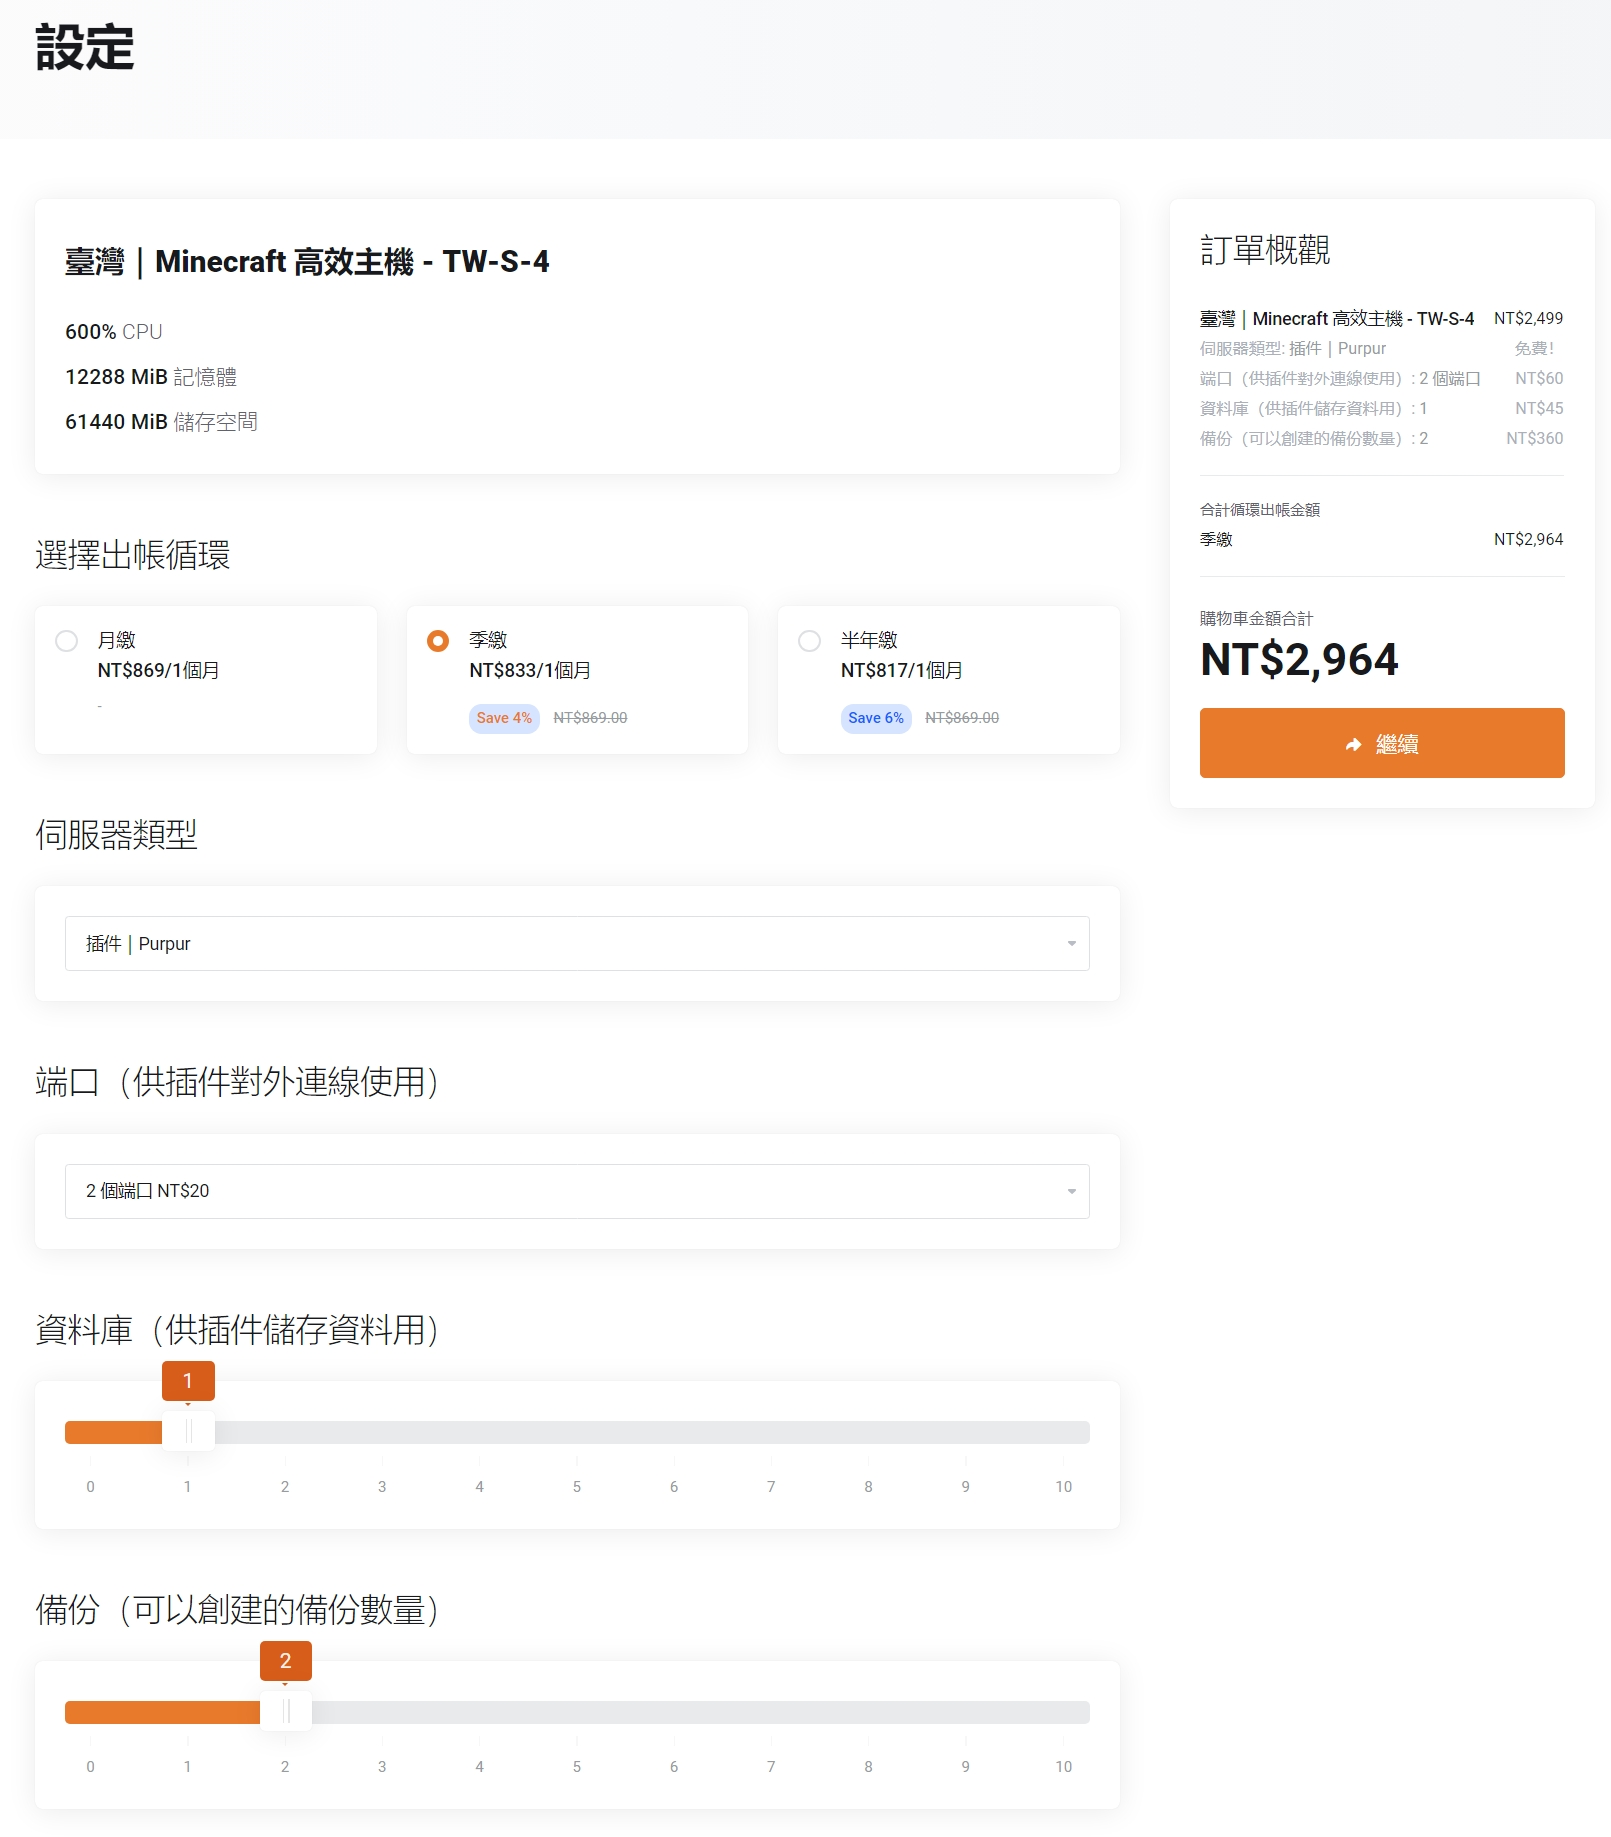 設定
臺灣｜Minecraft 高效主機 - TW-S-4
600% CPU
12288 MiB 記憶體
61440 MiB 儲存空間
選擇出帳循環
月繳
NT$869/1個月
-
季繳
NT$833/1個月
Save 4% NT$869.00
半年繳
NT$817/1個月
Save 6% NT$869.00
伺服器類型
插件｜Purpur
端口（供插件對外連線使用）
2 個端口 NT$20
資料庫（供插件儲存資料用）
1
0 1 2 3 4 5 6 7 8 9 10
備份（可以創建的備份數量）
2
0 1 2 3 4 5 6 7 8 9 10
訂單概觀
臺灣｜Minecraft 高效主機 - TW-S-4 NT$2,499
伺服器類型: 插件｜Purpur 免費!
端口（供插件對外連線使用）: 2 個端口 NT$60
資料庫（供插件儲存資料用）: 1 NT$45
備份（可以創建的備份數量）: 2 NT$360
合計循環出帳金額
季繳 NT$2,964
購物車金額合計
NT$2,964
繼續